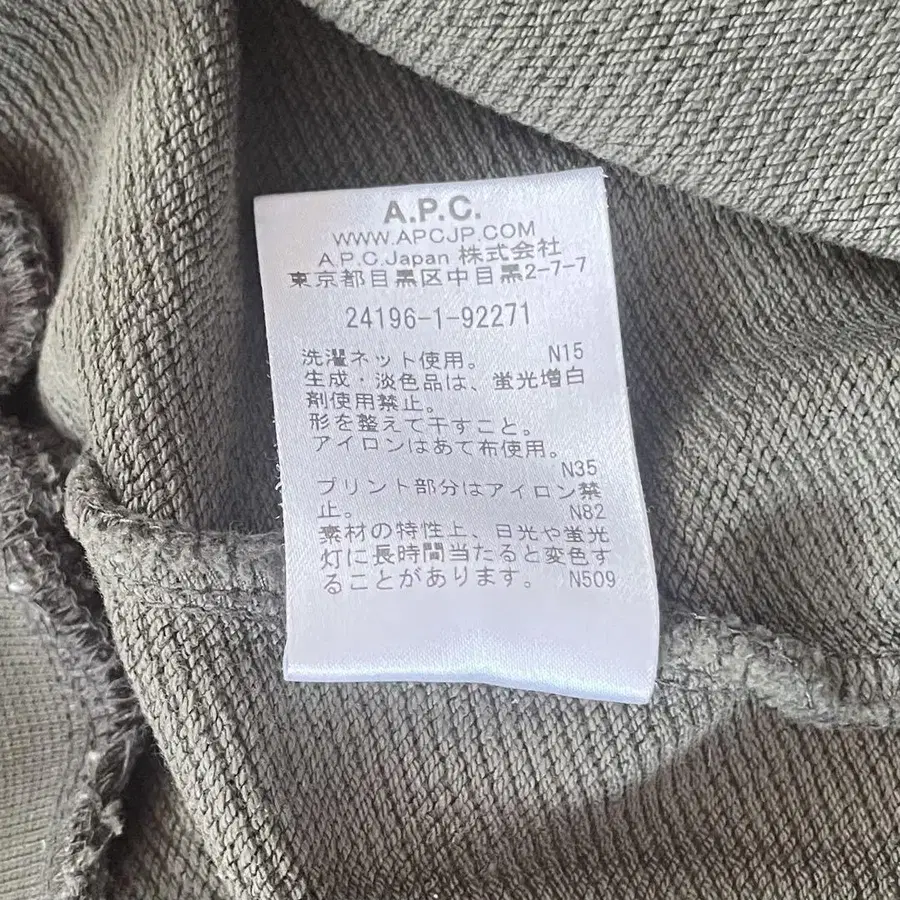 A.P.C.
WWW.APCJP.COM
A.P.C.Japan 株式会社
東京都目黒区中目黒2-7-7
24196-1-92271
洗濯ネット使用。 N15
生成・淡色品は、蛍光増白
剤使用禁止。
形を整えて干すこと。
アイロンはあて布使用。
N35
プリント部分はアイロン禁
止。 N82
素材の特性上、日光や蛍光
灯に長時間当たると変色す
ることがあります。 N509